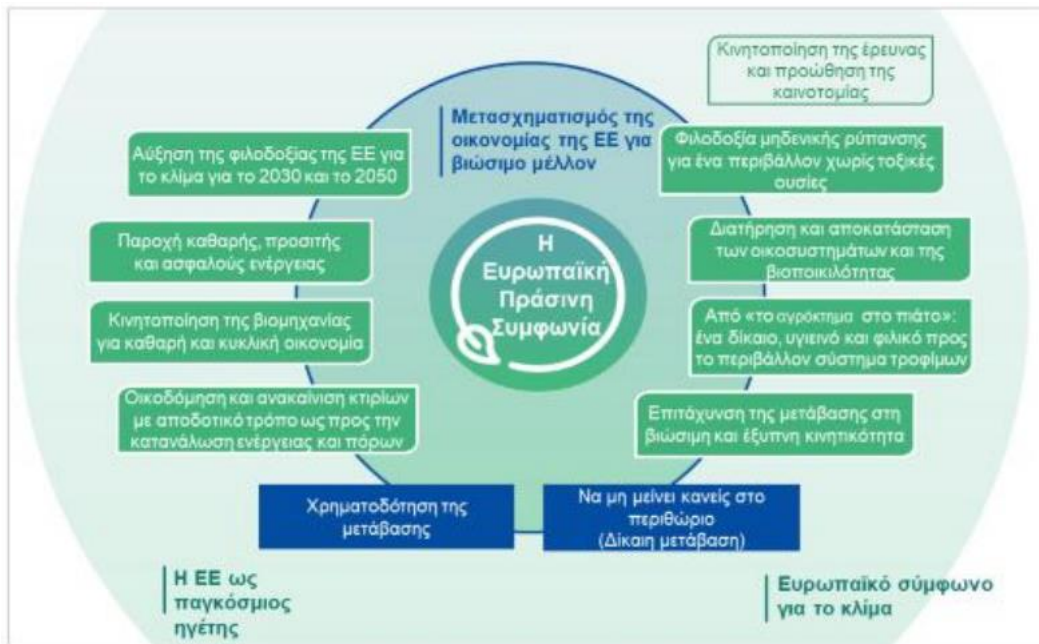 Κινητοποίηση της έρευνας
και προώθηση της
καινοτομίας
Μετασχηματισμός της
οικονομίας της ΕΕ για
βιώσιμο μέλλον
Αύξηση της φιλοδοξίας της ΕΕ για
το κλίμα για το 2030 και το 2050
Φιλοδοξία μηδενικής ρύπανσης
για ένα περιβάλλον χωρίς τοξικές
ουσίες
Παροχή καθαρής, προσιτής
και ασφαλούς ενέργειας
Διατήρηση και αποκατάσταση
των οικοσυστημάτων και της
βιοποικιλότητας
Η
Ευρωπαϊκή
Πράσινη
Συμφωνία
Κινητοποίηση της βιομηχανίας
για καθαρή και κυκλική οικονομία
Από «το αγρόκτημα στο πιάτο»:
ένα δίκαιο, υγιεινό και φιλικό προς
το περιβάλλον σύστημα τροφίμων
Οικοδόμηση και ανακαίνιση κτιρίων
με αποδοτικό τρόπο ως προς την
κατανάλωση ενέργειας και πόρων
Επιτάχυνση της μετάβασης στη
βιώσιμη και έξυπνη κινητικότητα
Χρηματοδότηση της
μετάβασης
Να μη μείνει κανείς στο
περιθώριο
(Δίκαιη μετάβαση)
Η ΕΕ ως
παγκόσμιος
ηγέτης
Ευρωπαϊκό σύμφωνο
για το κλίμα